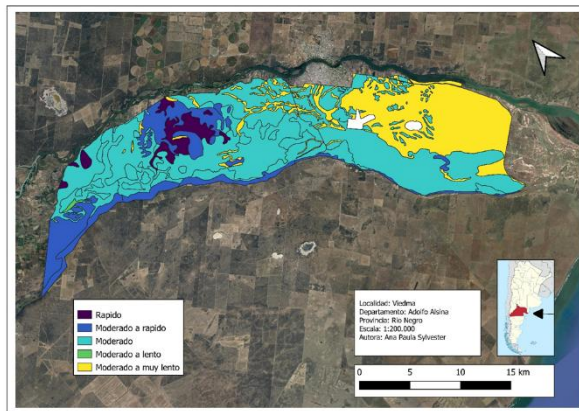 Rapido
Moderado a rapido
Moderado
Moderado a lento
Moderado a muy lento
Localidad: Viedma
Departamento: Adolfo Alsina
Provincia: Rio Negro
Escala: 1:200.000
Autora: Ana Paula Sylvester
0 5 10 15 km